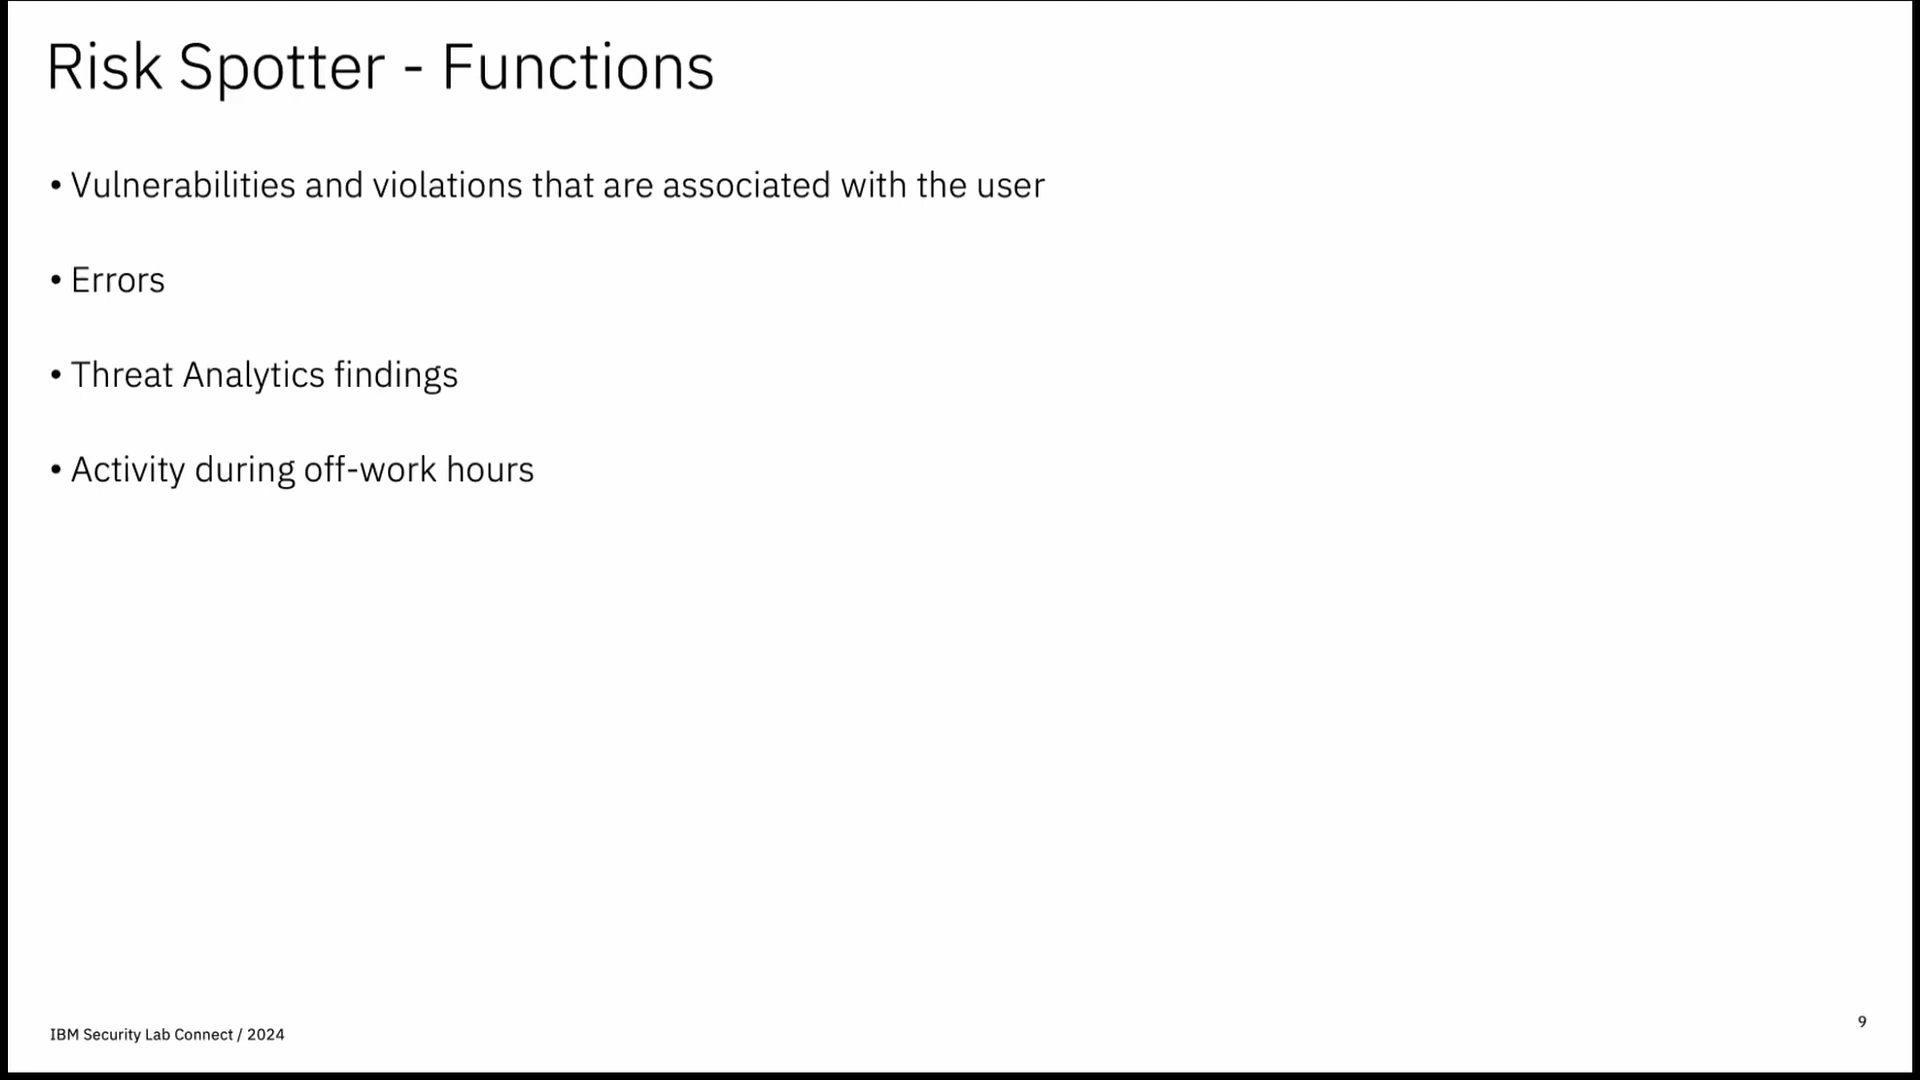 Risk Spotter - Functions
• Vulnerabilities and violations that are associated with the user
• Errors
• Threat Analytics findings
• Activity during off-work hours
IBM Security Lab Connect / 2024
9